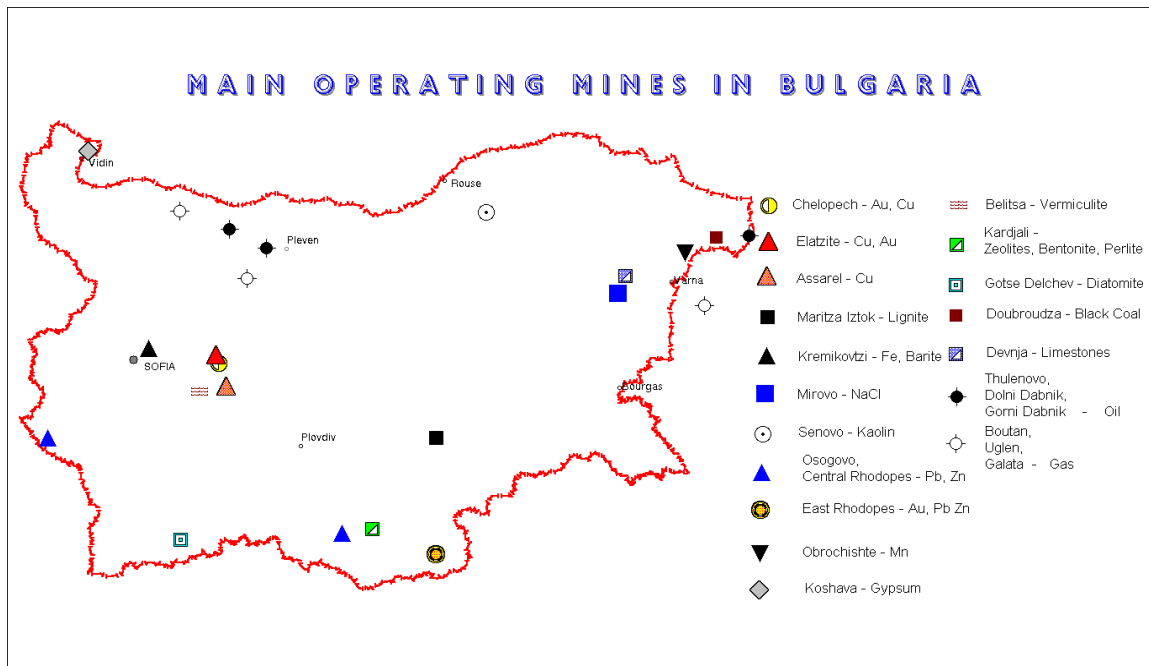 MAIN OPERATING MINES IN BULGARIA
Vidin
Rouse
Pleven
Varna
SOFIA
Bourgas
Plovdiv
Chelopech - Au, Cu
Elatzite - Cu, Au
Assarel - Cu
Maritza Iztok - Lignite
Kremikovtzi - Fe, Barite
Mirovo - NaCl
Senovo - Kaolin
Osogovo,
Central Rhodopes - Pb, Zn
East Rhodopes - Au, Pb Zn
Obrochishte - Mn
Koshava - Gypsum
Belitsa - Vermiculite
Kardjali -
Zeolites, Bentonite, Perlite
Gotse Delchev - Diatomite
Doubroudza - Black Coal
Devnja - Limestones
Thulenovo,
Dolni Dabnik,
Gorni Dabnik - Oil
Boutan,
Uglen,
Galata - Gas